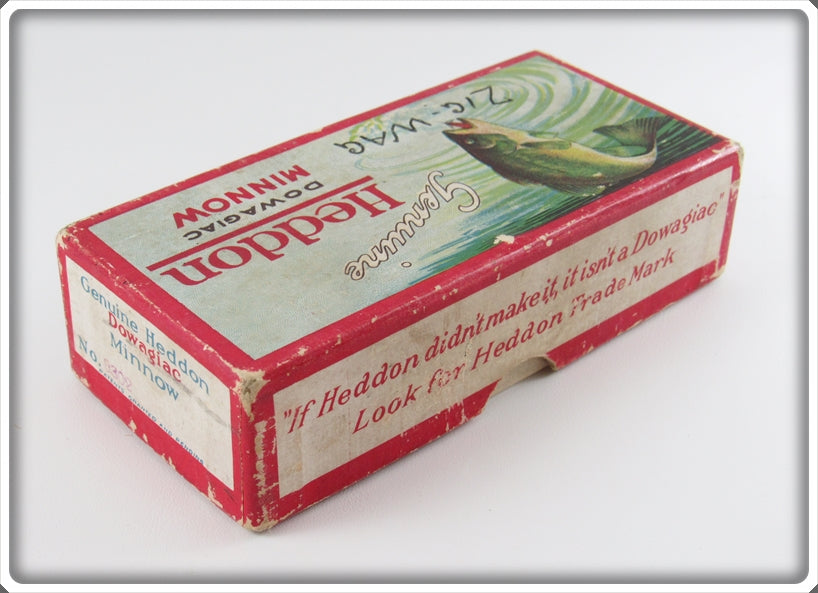 ZIG-WAG
Genuine
Heddon
DOWAGIAC
MINNOW
Genuine Heddon
Dowagiac
Minnow
No.
"If Heddon didn't make it, it isn't a Dowagiac"
Look for Heddon Trade Mark